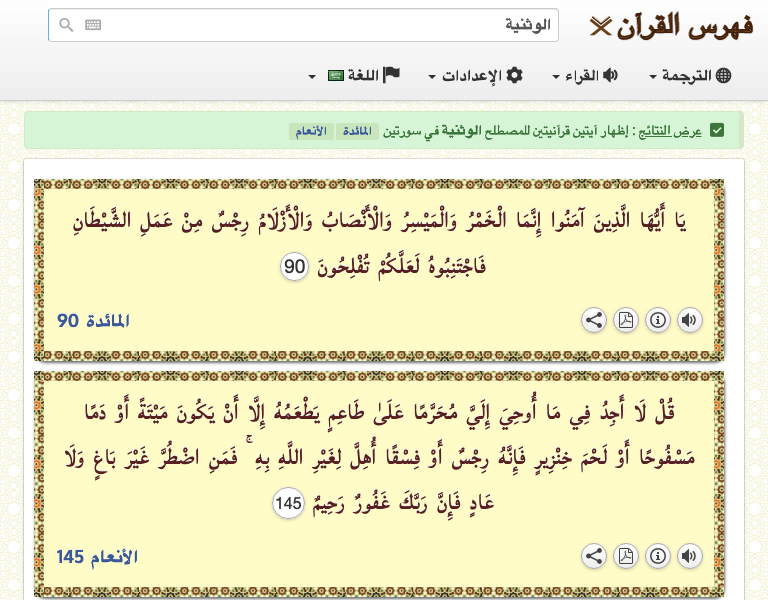 فهرس القرآن
الوثنية
الترجمة القراء الإعدادات اللغة
عرض النتائج : إظهار آيتين قرآنيتين للمصطلح الوثنية في سورتين المائدة الأنعام
يَا أَيُّهَا الَّذِينَ آمَنُوا إِنَّمَا الْخَمْرُ وَالْمَيْسِرُ وَالْأَنْصَابُ وَالْأَزْلَامُ رِجْسٌ مِنْ عَمَلِ الشَّيْطَانِ
فَاجْتَنِبُوهُ لَعَلَّكُمْ تُفْلِحُونَ 90
المائدة 90
قُلْ لَا أَجِدُ فِي مَا أُوحِيَ إِلَيَّ مُحَرَّمًا عَلَىٰ طَاعِمٍ يَطْعَمُهُ إِلَّا أَنْ يَكُونَ مَيْتَةً أَوْ دَمًا
مَسْفُوحًا أَوْ لَحْمَ خِنْزِيرٍ فَإِنَّهُ رِجْسٌ أَوْ فِسْقًا أُهِلَّ لِغَيْرِ اللَّهِ بِهِ ۚ فَمَنِ اضْطُرَّ غَيْرَ بَاغٍ وَلَا
عَادٍ فَإِنَّ رَبَّكَ غَفُورٌ رَحِيمٌ 145
الأنعام 145